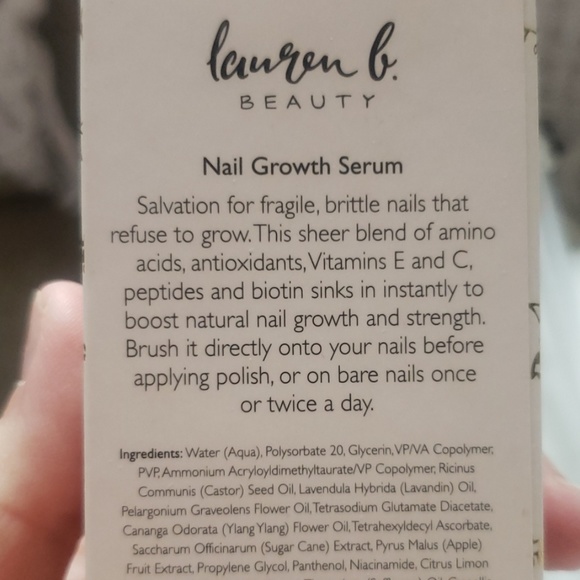 lauren b.
BEAUTY
Nail Growth Serum
Salvation for fragile, brittle nails that
refuse to grow. This sheer blend of amino
acids, antioxidants, Vitamins E and C,
peptides and biotin sinks in instantly to
boost natural nail growth and strength.
Brush it directly onto your nails before
applying polish, or on bare nails once
or twice a day.
Ingredients: Water (Aqua), Polysorbate 20, Glycerin, VP/VA Copolymer,
PVP, Ammonium Acryloyldimethyltaurate/VP Copolymer, Ricinus
Communis (Castor) Seed Oil, Lavendula Hybrida (Lavandin) Oil,
Pelargonium Graveolens Flower Oil, Tetrasodium Glutamate Diacetate,
Cananga Odorata (Ylang Ylang) Flower Oil, Tetrahexyldecyl Ascorbate,
Saccharum Officinarum (Sugar Cane) Extract, Pyrus Malus (Apple)
Fruit Extract, Propylene Glycol, Panthenol, Niacinamide, Citrus Limon